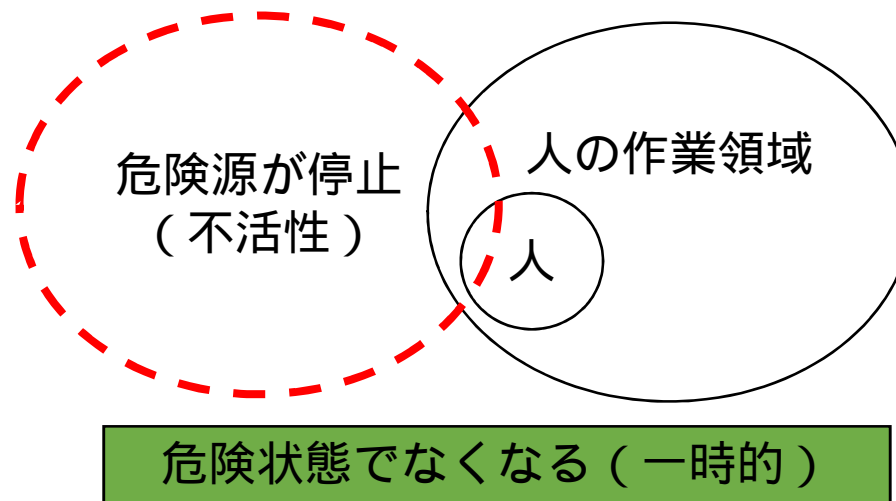 危険源が停止
（不活性）
人の作業領域
人
危険状態でなくなる（一時的）